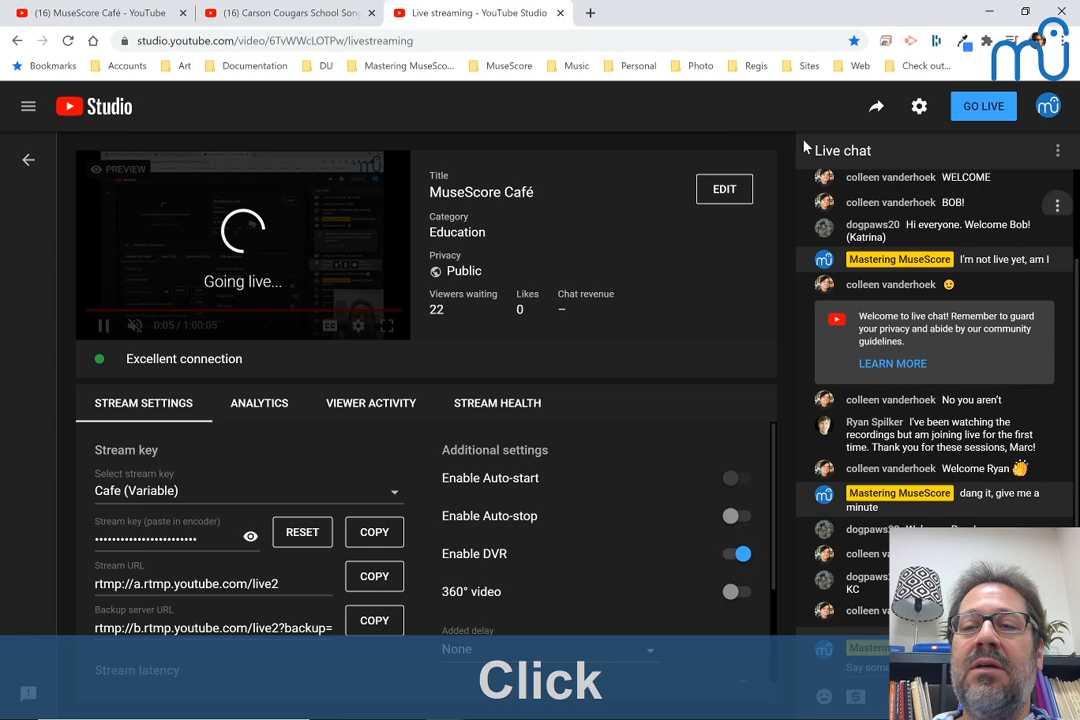 (16) MuseScore Café - YouTube
(16) Carson Cougars School Song
Live streaming - YouTube Studio
studio.youtube.com/video/6TvWWcLOTPw/livestreaming
Bookmarks Accounts Art Documentation DU Mastering MuseSco... MuseScore Music Personal Photo Regis Sites Web Check out...
mu
Studio
GO LIVE
PREVIEW
Going live...
0:05 / 1:00:05
Title
MuseScore Café
EDIT
Category
Education
Privacy
Public
Viewers waiting Likes Chat revenue
22 0 –
Excellent connection
STREAM SETTINGS ANALYTICS VIEWER ACTIVITY STREAM HEALTH
Stream key
Select stream key
Cafe (Variable)
Stream key (paste in encoder)
RESET COPY
Stream URL
rtmp://a.rtmp.youtube.com/live2
COPY
Backup server URL
rtmp://b.rtmp.youtube.com/live2?backup=
COPY
Stream latency
Additional settings
Enable Auto-start
Enable Auto-stop
Enable DVR
360° video
Added delay
None
Live chat
colleen vanderhoek WELCOME
colleen vanderhoek BOB!
dogpaws20 Hi everyone. Welcome Bob!
(Katrina)
Mastering MuseScore I'm not live yet, am I
colleen vanderhoek
Welcome to live chat! Remember to guard
your privacy and abide by our community
guidelines.
LEARN MORE
colleen vanderhoek No you aren't
Ryan Spilker I've been watching the
recordings but am joining live for the first
time. Thank you for these sessions, Marc!
colleen vanderhoek Welcome Ryan
Mastering MuseScore dang it, give me a
minute
KC
Click